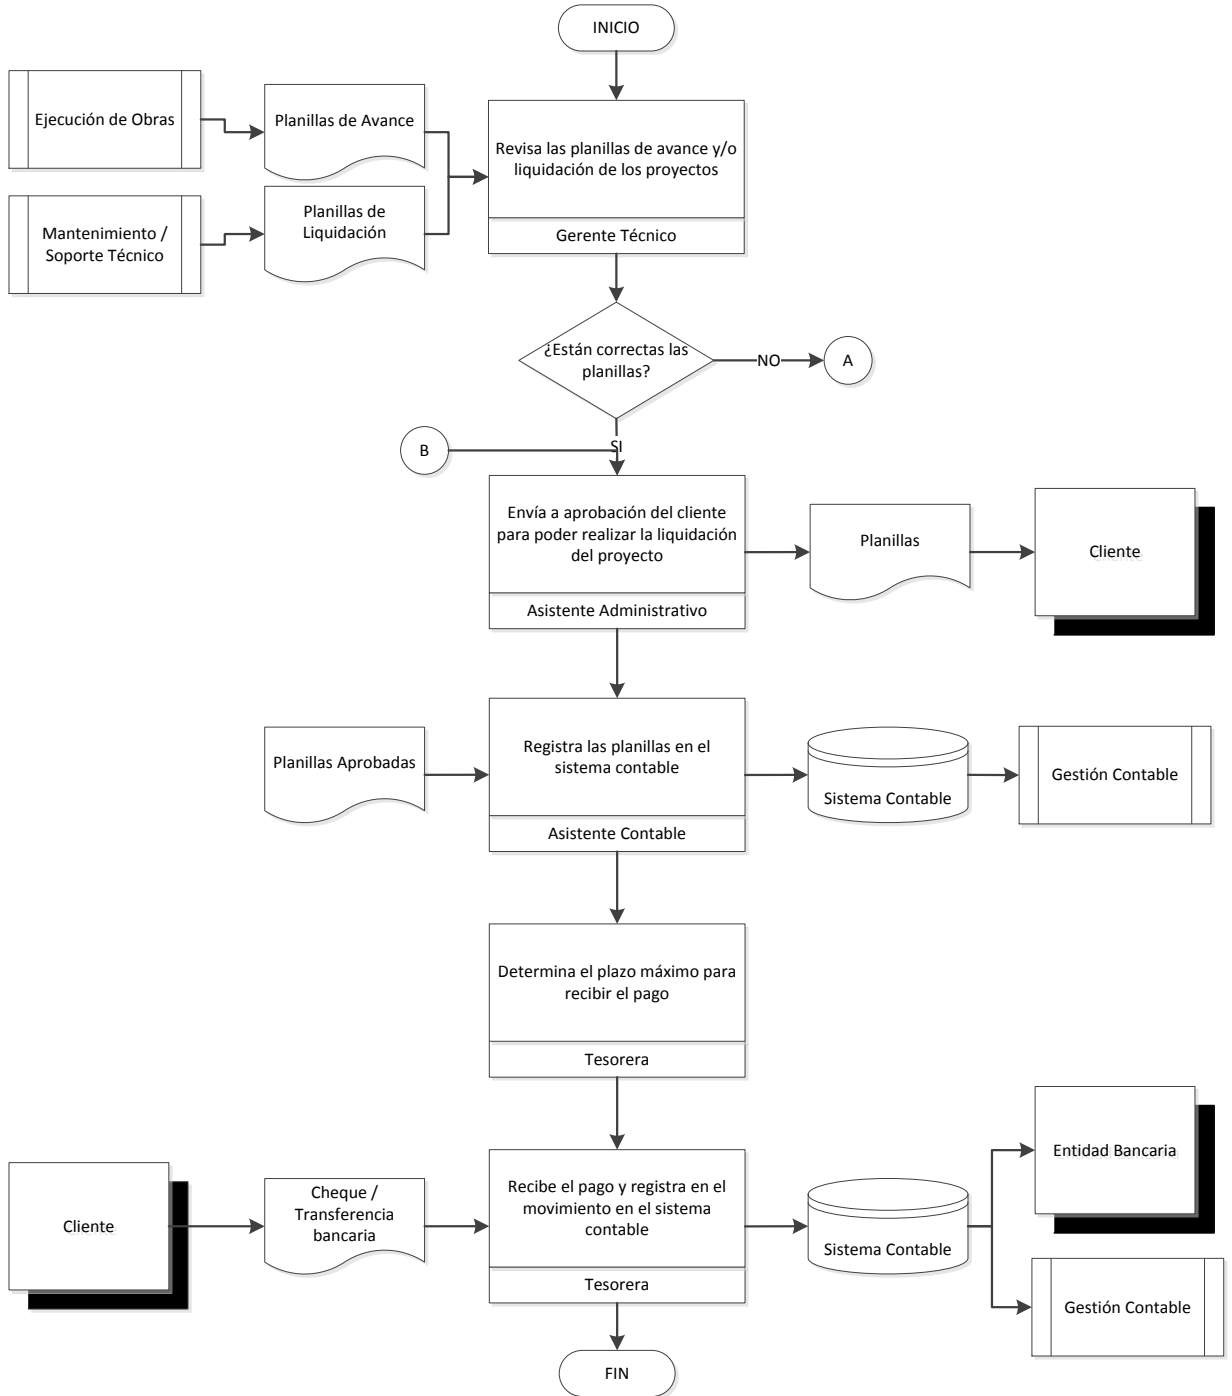 INICIO
Ejecución de Obras
Planillas de Avance
Revisa las planillas de avance y/o
liquidación de los proyectos
Mantenimiento /
Soporte Técnico
Planillas de
Liquidación
Gerente Técnico
¿Están correctas las
planillas?
NO
A
SI
B
Envía a aprobación del cliente
para poder realizar la liquidación
del proyecto
Asistente Administrativo
Planillas
Cliente
Planillas Aprobadas
Registra las planillas en el
sistema contable
Asistente Contable
Sistema Contable
Gestión Contable
Determina el plazo máximo para
recibir el pago
Tesorera
Cliente
Cheque /
Transferencia
bancaria
Recibe el pago y registra en el
movimiento en el sistema
contable
Tesorera
Sistema Contable
Entidad Bancaria
Gestión Contable
FIN